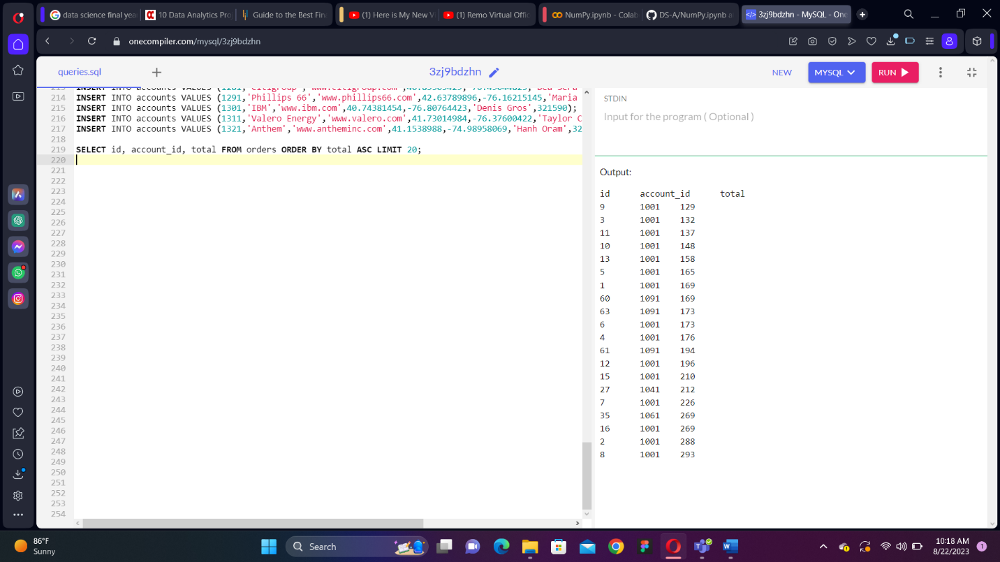 data science final yea
10 Data Analytics Pro
Guide to the Best Fina
(1) Here is My New V
(1) Remo Virtual Offic
NumPy.ipynb - Colab
DS-A/NumPy.ipynb a
3zj9bdzhn - MySQL - One
onecompiler.com/mysql/3zj9bdzhn
queries.sql
3zj9bdzhn
NEW
MYSQL
RUN
214 INSERT INTO accounts VALUES (1291,'Phillips 66','www.phillips66.com',42.63789896,-76.16215145,'Maria
215 INSERT INTO accounts VALUES (1301,'IBM','www.ibm.com',40.74381454,-76.80764423,'Denis Gros',321590);
216 INSERT INTO accounts VALUES (1311,'Valero Energy','www.valero.com',41.73014984,-76.37600422,'Taylor C
217 INSERT INTO accounts VALUES (1321,'Anthem','www.antheminc.com',41.1538988,-74.98958069,'Hanh Oram',32
218
219 SELECT id, account_id, total FROM orders ORDER BY total ASC LIMIT 20;
220
221
222
223
224
225
226
227
228
229
230
231
232
233
234
235
236
237
238
239
240
241
242
243
244
245
246
247
248
249
250
251
252
253
254
STDIN
Input for the program ( Optional )
Output:
id account_id total
9 1001 129
3 1001 132
11 1001 137
10 1001 148
13 1001 158
5 1001 165
1 1001 169
60 1091 169
63 1091 173
6 1001 173
4 1001 176
61 1091 194
12 1001 196
15 1001 210
27 1041 212
7 1001 226
35 1061 269
16 1001 269
2 1001 288
8 1001 293
86°F
Sunny
Search
10:18 AM
8/22/2023
1